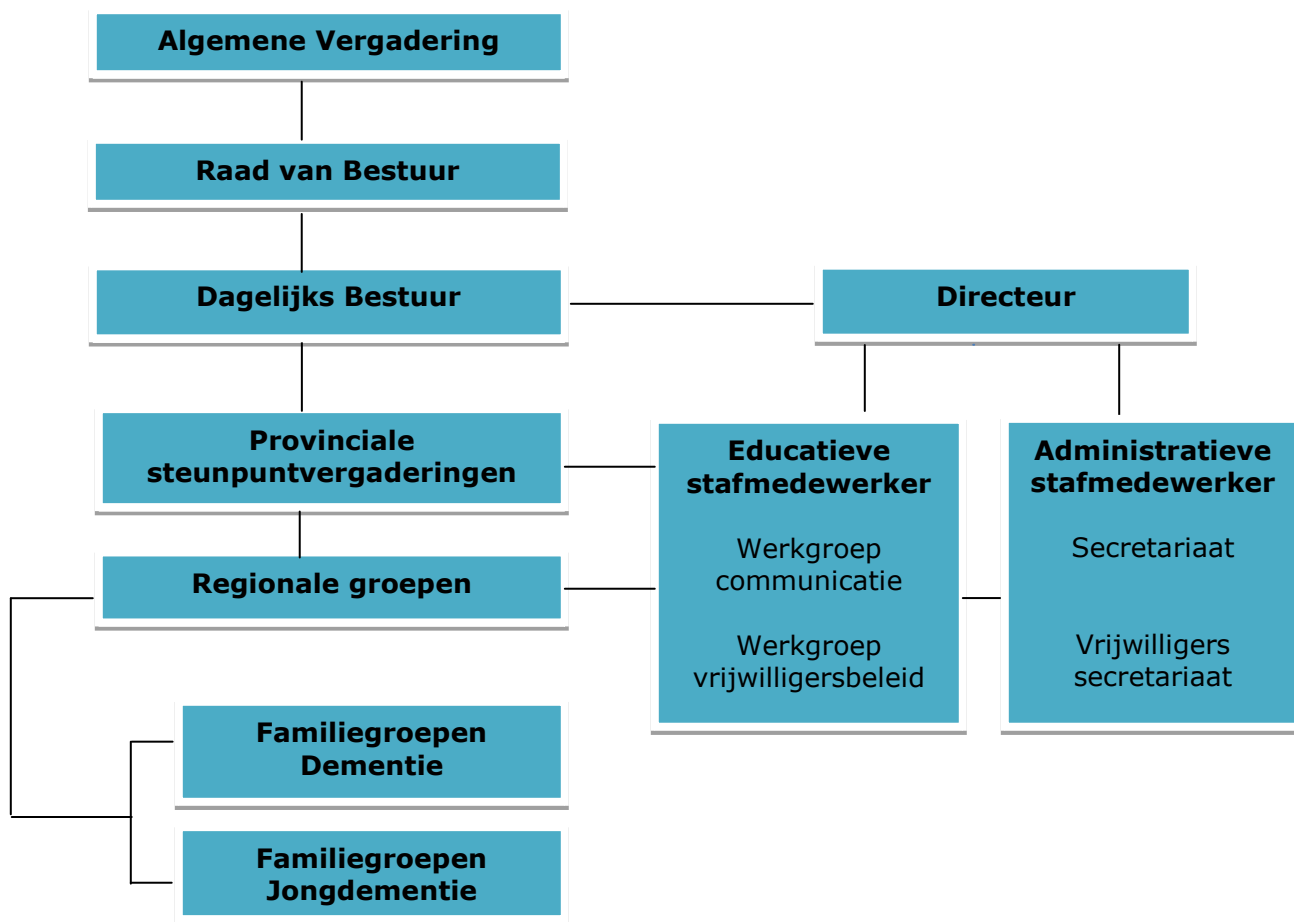 Algemene Vergadering
Raad van Bestuur
Dagelijks Bestuur
Directeur
Provinciale
steunpuntvergaderingen
Regionale groepen
Educatieve
stafmedewerker
Werkgroep
communicatie
Werkgroep
vrijwilligersbeleid
Administratieve
stafmedewerker
Secretariaat
Vrijwilligers
secretariaat
Familiegroepen
Dementie
Familiegroepen
Jongdementie